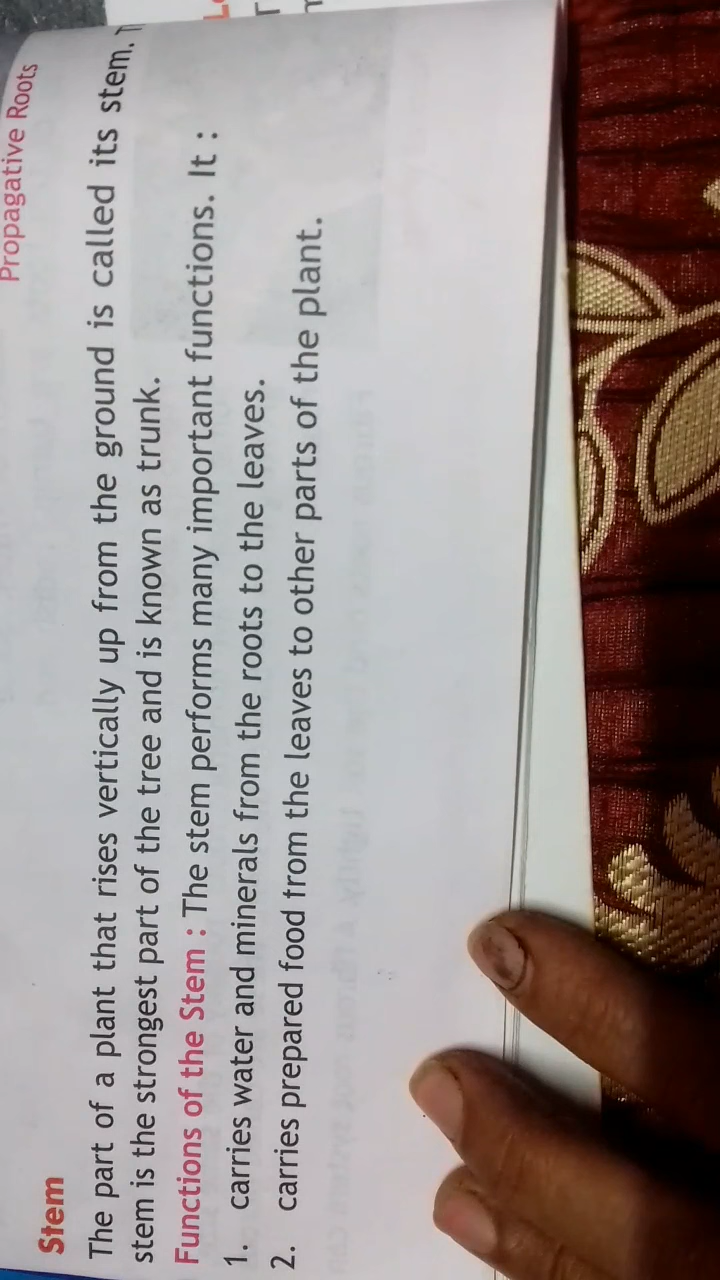 Propagative Roots
Stem
The part of a plant that rises vertically up from the ground is called its stem.
stem is the strongest part of the tree and is known as trunk.
Functions of the Stem : The stem performs many important functions. It :
1. carries water and minerals from the roots to the leaves.
2. carries prepared food from the leaves to other parts of the plant.